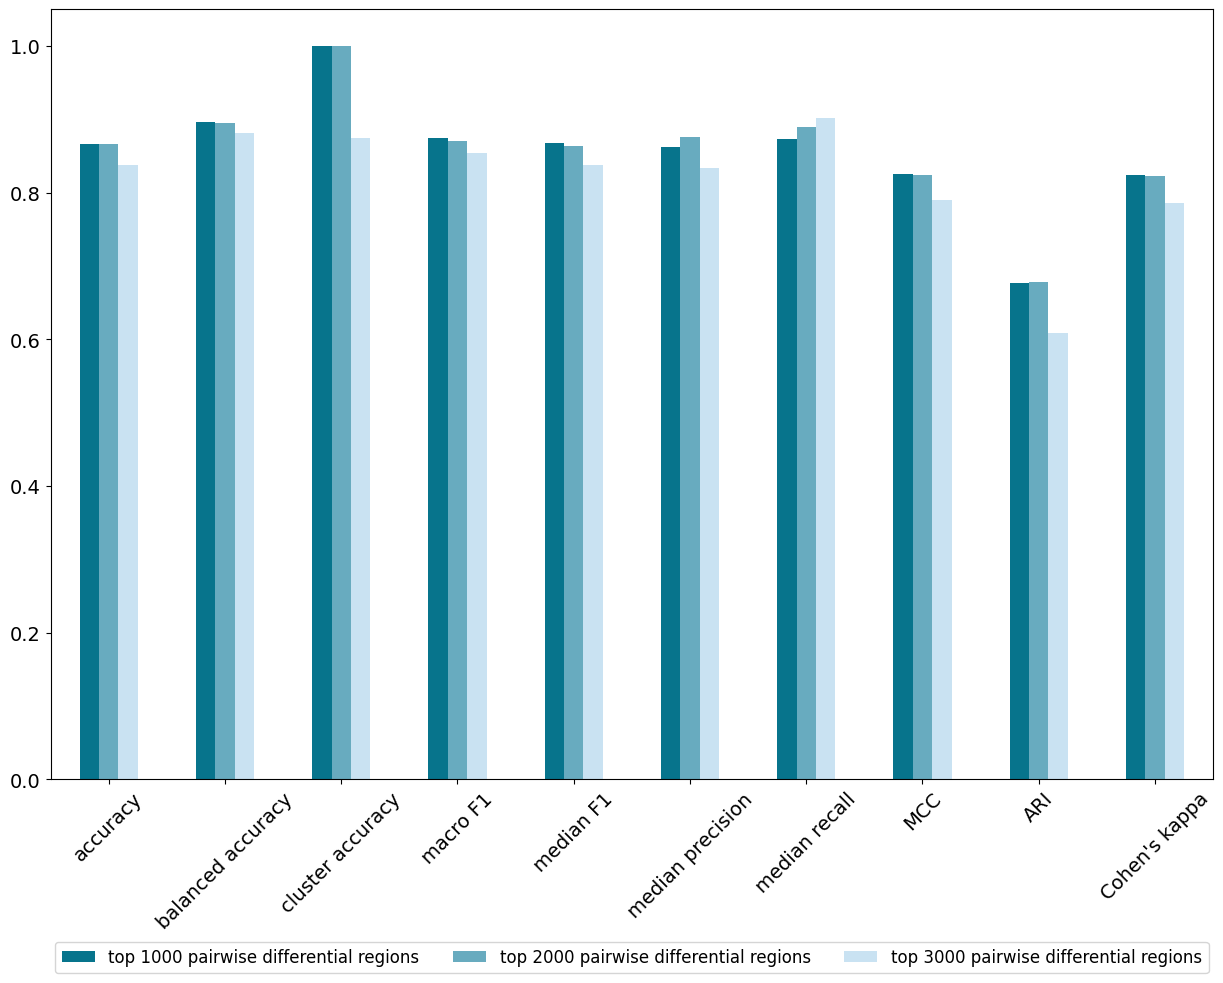 1.0
0.8
0.6
0.4
0.2
0.0
accuracy
balanced accuracy
cluster accuracy
macro F1
median F1
median precision
median recall
MCC
ARI
Cohen's kappa
top 1000 pairwise differential regions
top 2000 pairwise differential regions
top 3000 pairwise differential regions